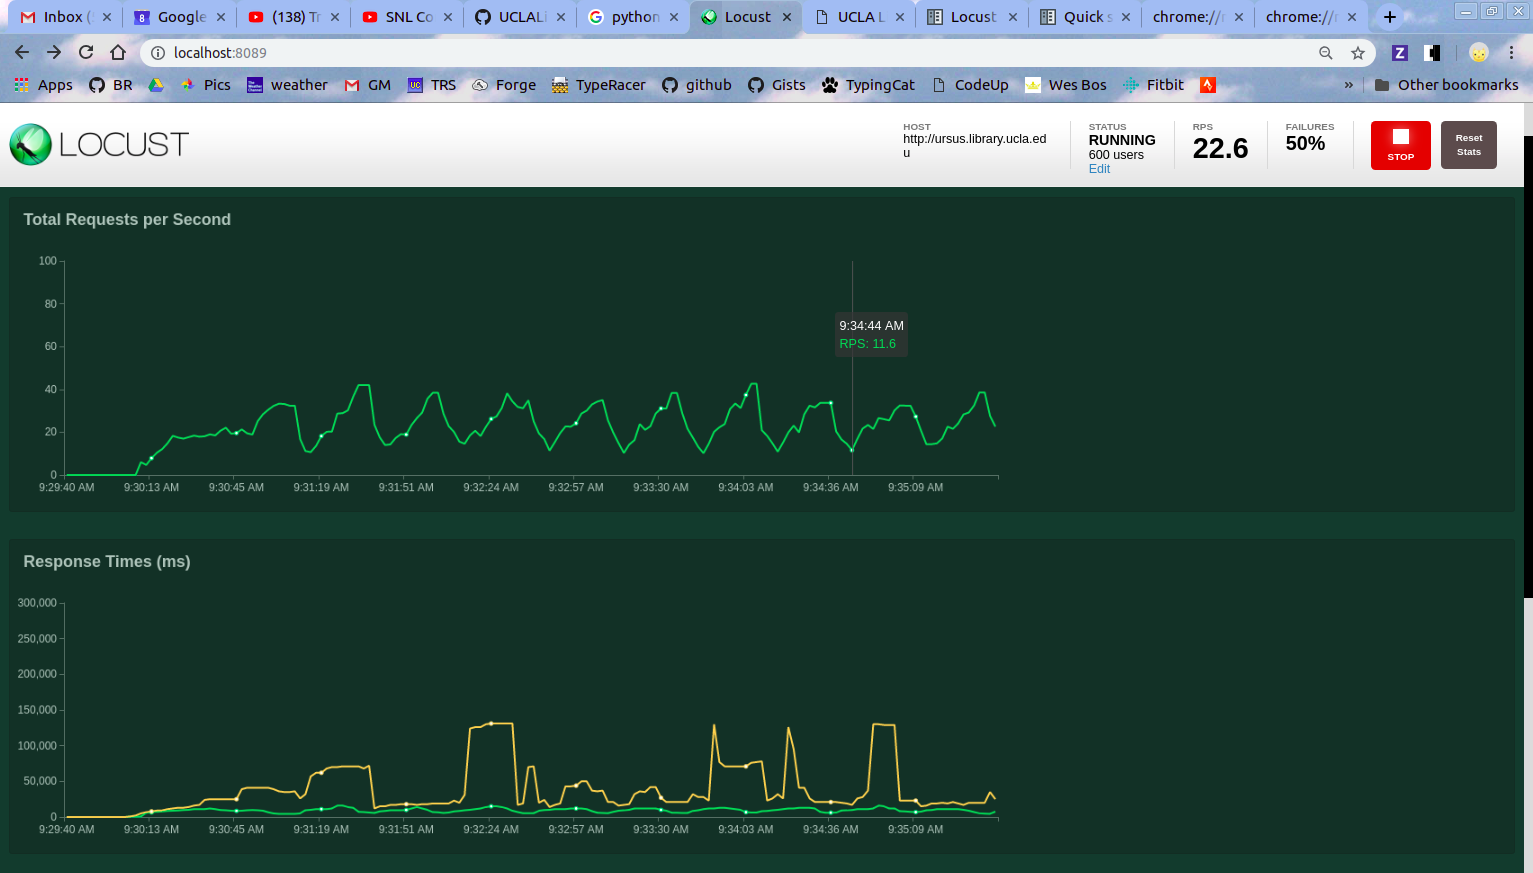 Inbox ( Google (138) Tr SNL Co UCLALi python Locust UCLA L Locust Quick s chrome://r chrome://r
localhost:8089
Apps BR Pics weather GM TRS Forge TypeRacer github Gists TypingCat CodeUp Wes Bos Fitbit » Other bookmarks
LOCUST
HOST
http://ursus.library.ucla.ed
u
STATUS
RUNNING
600 users
Edit
RPS
22.6
FAILURES
50%
STOP
Reset
Stats
Total Requests per Second
100
80
60
40
20
0
9:34:44 AM
RPS: 11.6
9:29:40 AM 9:30:13 AM 9:30:45 AM 9:31:19 AM 9:31:51 AM 9:32:24 AM 9:32:57 AM 9:33:30 AM 9:34:03 AM 9:34:36 AM 9:35:09 AM
Response Times (ms)
300,000
250,000
200,000
150,000
100,000
50,000
0
9:29:40 AM 9:30:13 AM 9:30:45 AM 9:31:19 AM 9:31:51 AM 9:32:24 AM 9:32:57 AM 9:33:30 AM 9:34:03 AM 9:34:36 AM 9:35:09 AM